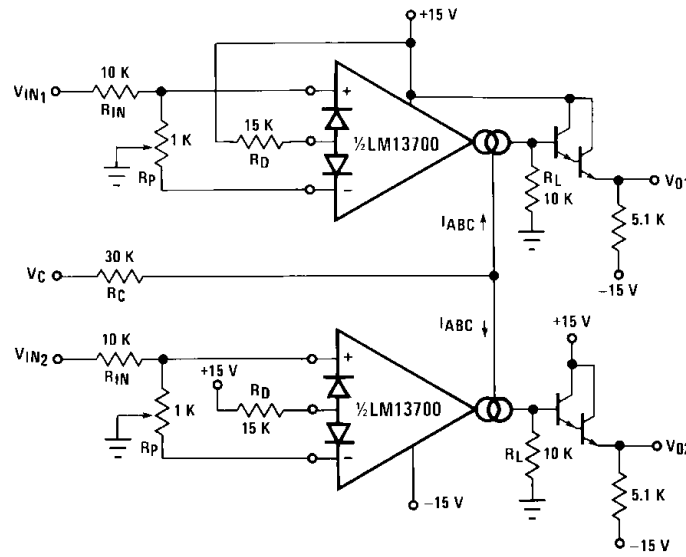 +15 V
10 K
VIN1
RIN
+
1 K
15 K
½LM13700
RD
RP
−
RL
10 K
VO1
5.1 K
IABC
−15 V
30 K
VC
RC
IABC
+15 V
10 K
VIN2
RIN
+
+15 V
RD
1 K
½LM13700
15 K
RP
−
RL
10 K
VO2
5.1 K
−15 V
−15 V